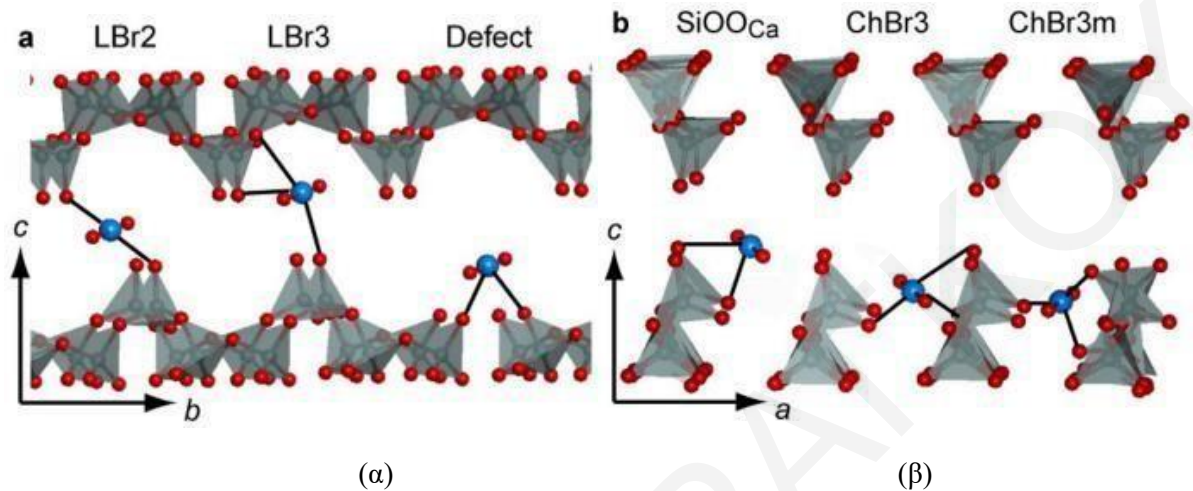 a LBr2 LBr3 Defect
c
b
b SiOOCa ChBr3 ChBr3m
c
a
(α) (β)